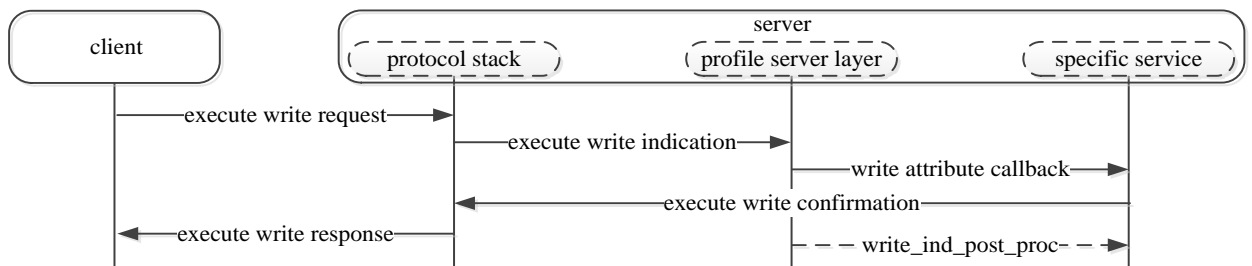 server
client
protocol stack
profile server layer
specific service
execute write request
execute write indication
write attribute callback
execute write confirmation
execute write response
write_ind_post_proc